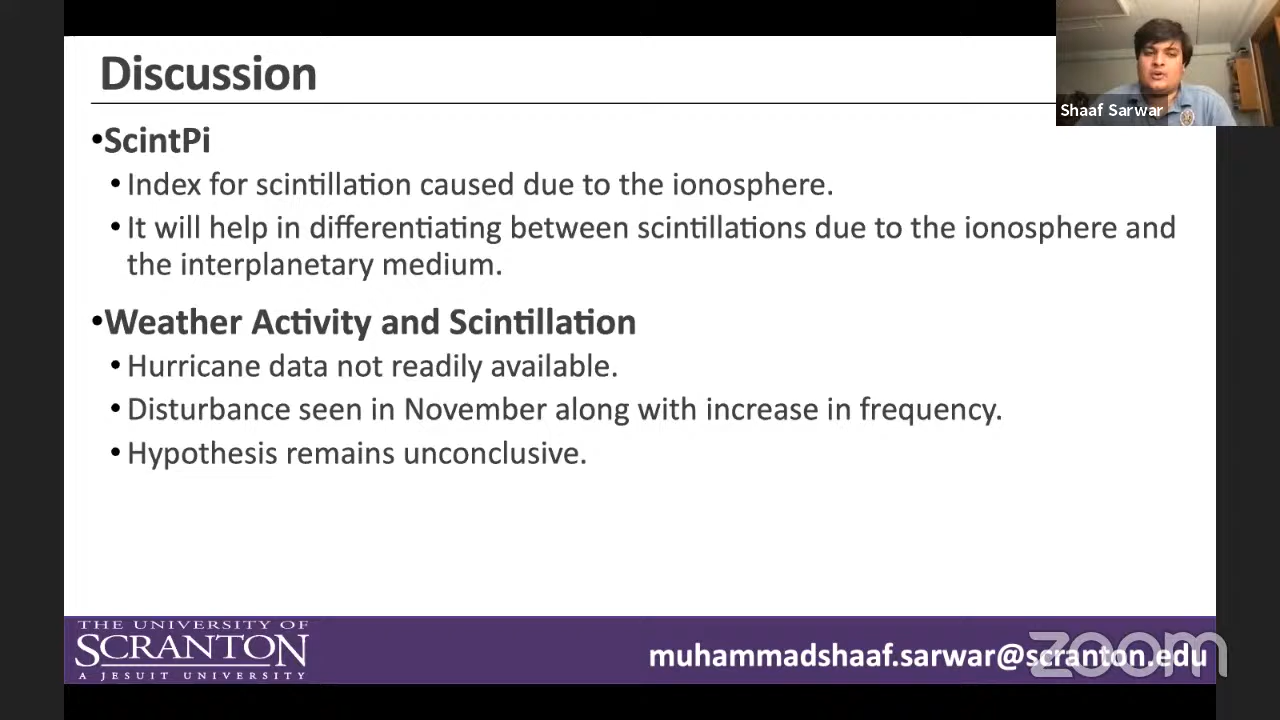 Discussion
Shaaf Sarwar
•ScintPi
• Index for scintillation caused due to the ionosphere.
• It will help in differentiating between scintillations due to the ionosphere and
the interplanetary medium.
•Weather Activity and Scintillation
• Hurricane data not readily available.
• Disturbance seen in November along with increase in frequency.
• Hypothesis remains unconclusive.
THE UNIVERSITY OF
SCRANTON
A JESUIT UNIVERSITY
muhammadshaaf.sarwar@scranton.edu
zoom